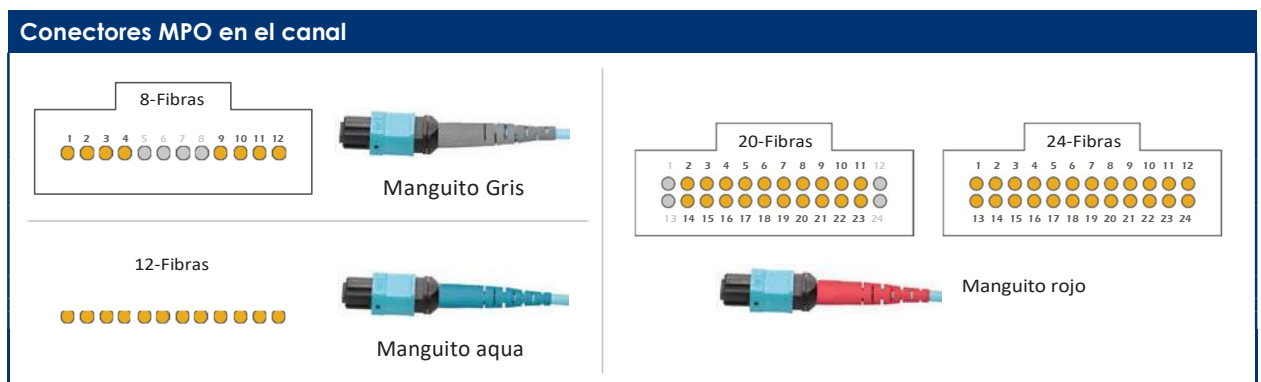 Conectores MPO en el canal
8-Fibras
1 2 3 4 5 6 7 8 9 10 11 12
Manguito Gris
12-Fibras
Manguito aqua
20-Fibras
1 2 3 4 5 6 7 8 9 10 11 12
13 14 15 16 17 18 19 20 21 22 23 24
24-Fibras
1 2 3 4 5 6 7 8 9 10 11 12
13 14 15 16 17 18 19 20 21 22 23 24
Manguito rojo